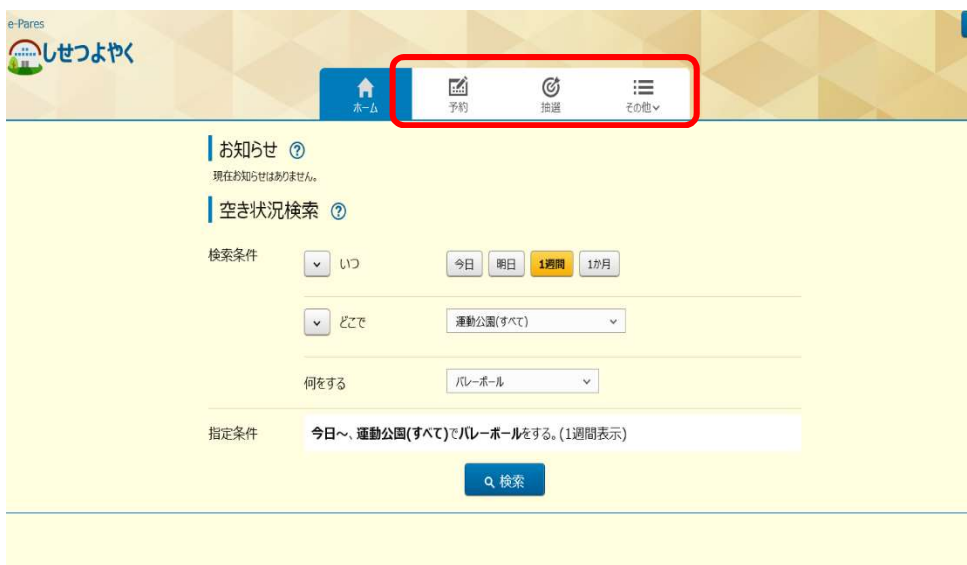 e-Pares
しせつよやく
ホーム 予約 抽選 その他
お知らせ ?
現在お知らせはありません。
空き状況検索 ?
検索条件 いつ 今日 明日 1週間 1か月
どこで 運動公園(すべて)
何をする バレーボール
指定条件 今日～、運動公園(すべて)でバレーボールをする。(1週間表示)
検索